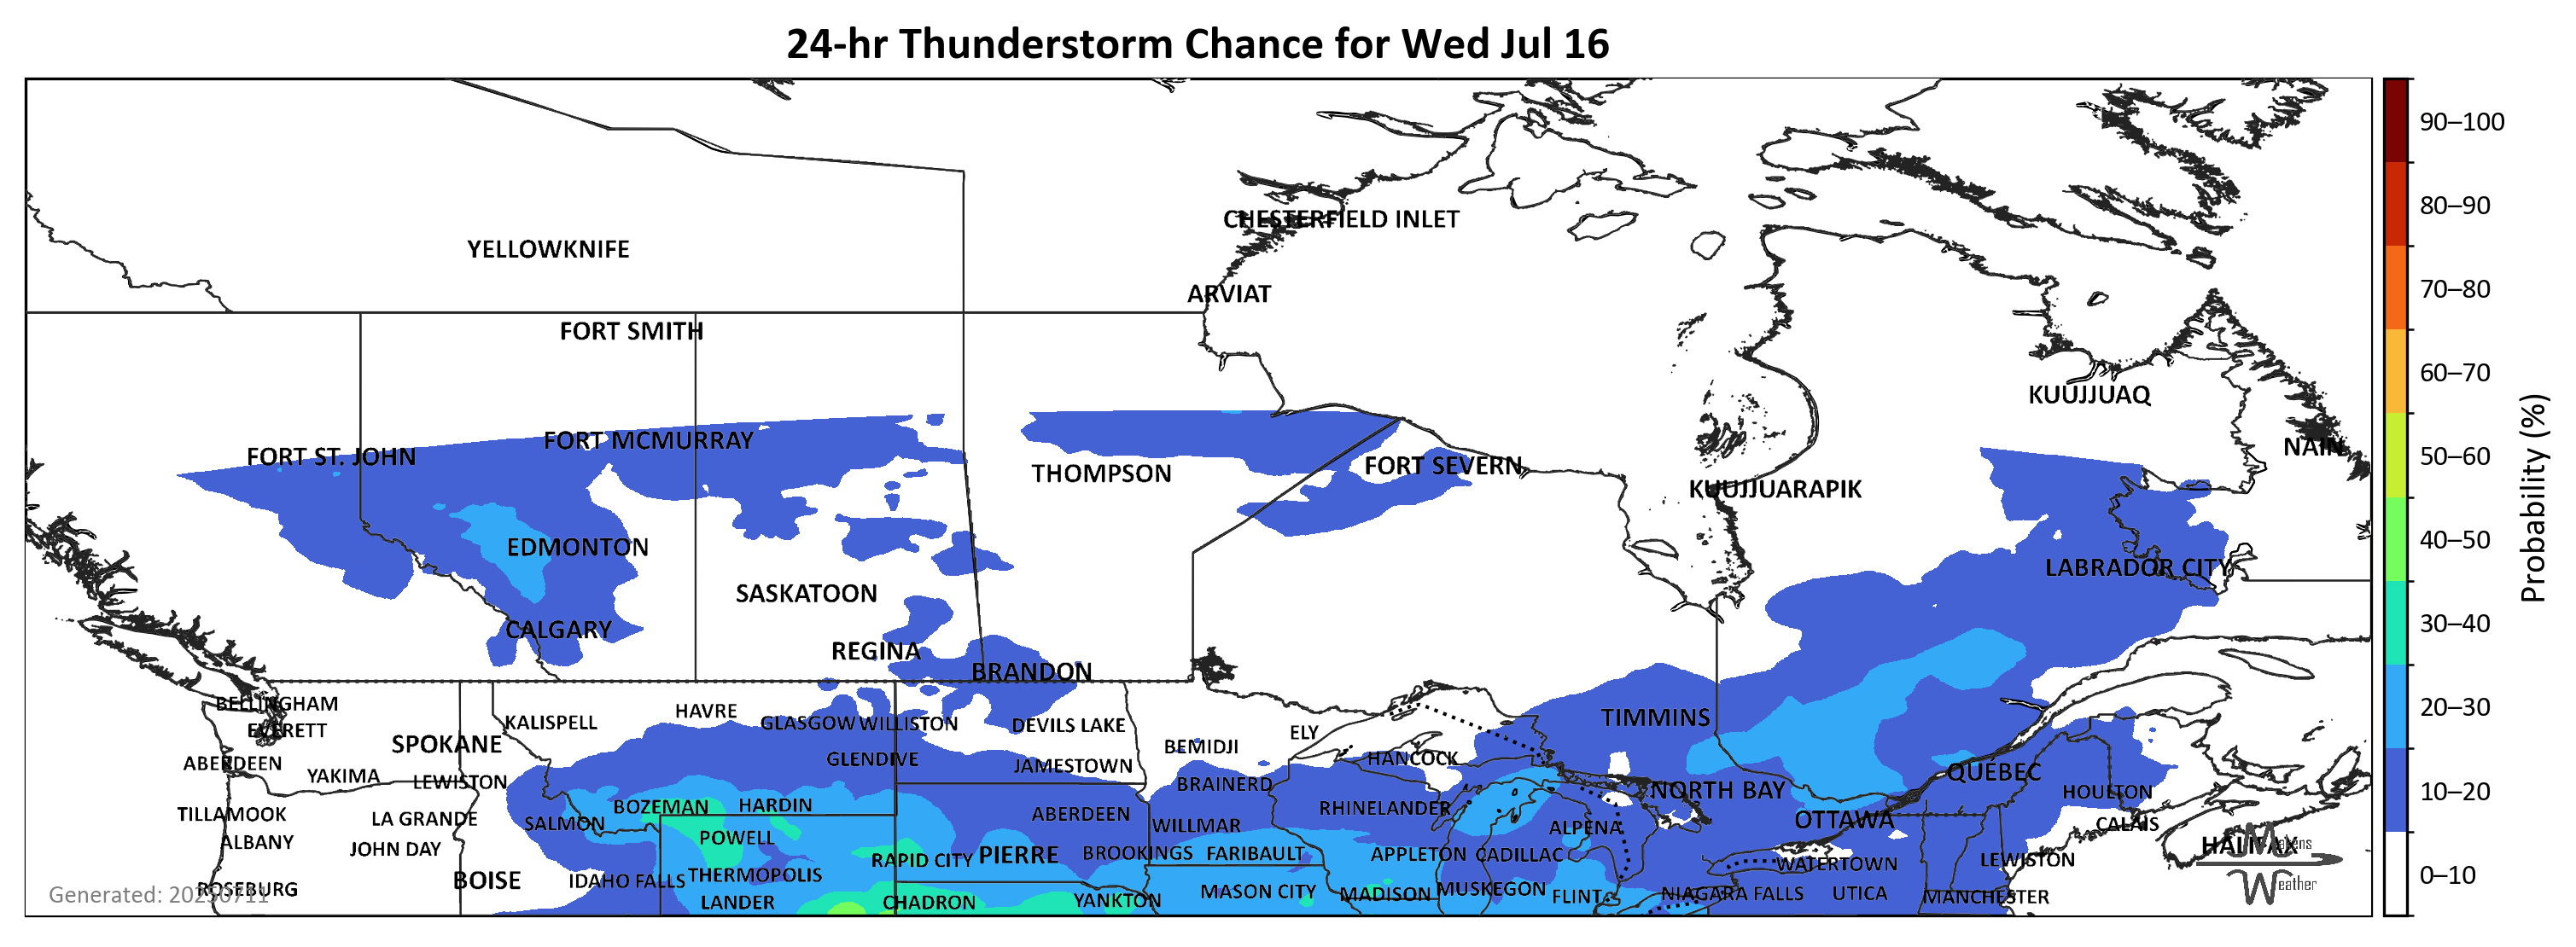 24-hr Thunderstorm Chance for Wed Jul 16
90–100
80–90
70–80
60–70
50–60
40–50
30–40
20–30
10–20
0–10
Probability (%)
CHESTERFIELD INLET
YELLOWKNIFE
ARVIAT
FORT SMITH
KUUJJUAQ
FORT MCMURRAY
NAIN
FORT ST. JOHN
FORT SEVERN
THOMPSON
KUUJJUARAPIK
EDMONTON
LABRADOR CITY
SASKATOON
CALGARY
REGINA
BRANDON
BELLINGHAM
HAVRE
TIMMINS
KALISPELL
GLASGOW
WILLISTON
DEVILS LAKE
EVERETT
ELY
SPOKANE
BEMIDJI
HANCOCK
GLENDIVE
ABERDEEN
JAMESTOWN
QUÉBEC
YAKIMA
LEWISTON
BRAINERD
NORTH BAY
HOULTON
BOZEMAN
HARDIN
RHINELANDER
TILLAMOOK
LA GRANDE
SALMON
ABERDEEN
WILLMAR
ALPENA
OTTAWA
CALAIS
ALBANY
JOHN DAY
POWELL
RAPID CITY
PIERRE
BROOKINGS
FARIBAULT
APPLETON
CADILLAC
WATERTOWN
LEWISTON
HALIFAX
Makens
Weather
BOISE
IDAHO FALLS
THERMOPOLIS
ROSEBURG
Generated: 20250711
LANDER
CHADRON
YANKTON
MASON CITY
MADISON
MUSKEGON
FLINT
NIAGARA FALLS
UTICA
MANCHESTER